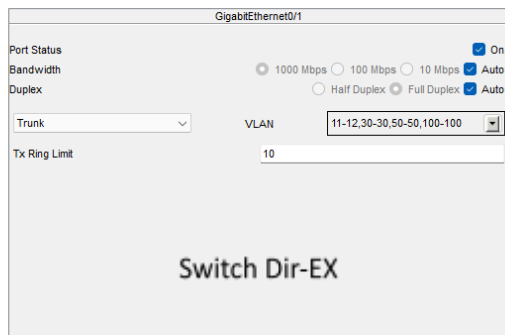 GigabitEthernet0/1
Port Status On
Bandwidth 1000 Mbps 100 Mbps 10 Mbps Auto
Duplex Half Duplex Full Duplex Auto
Trunk VLAN 11-12,30-30,50-50,100-100
Tx Ring Limit 10
Switch Dir-EX